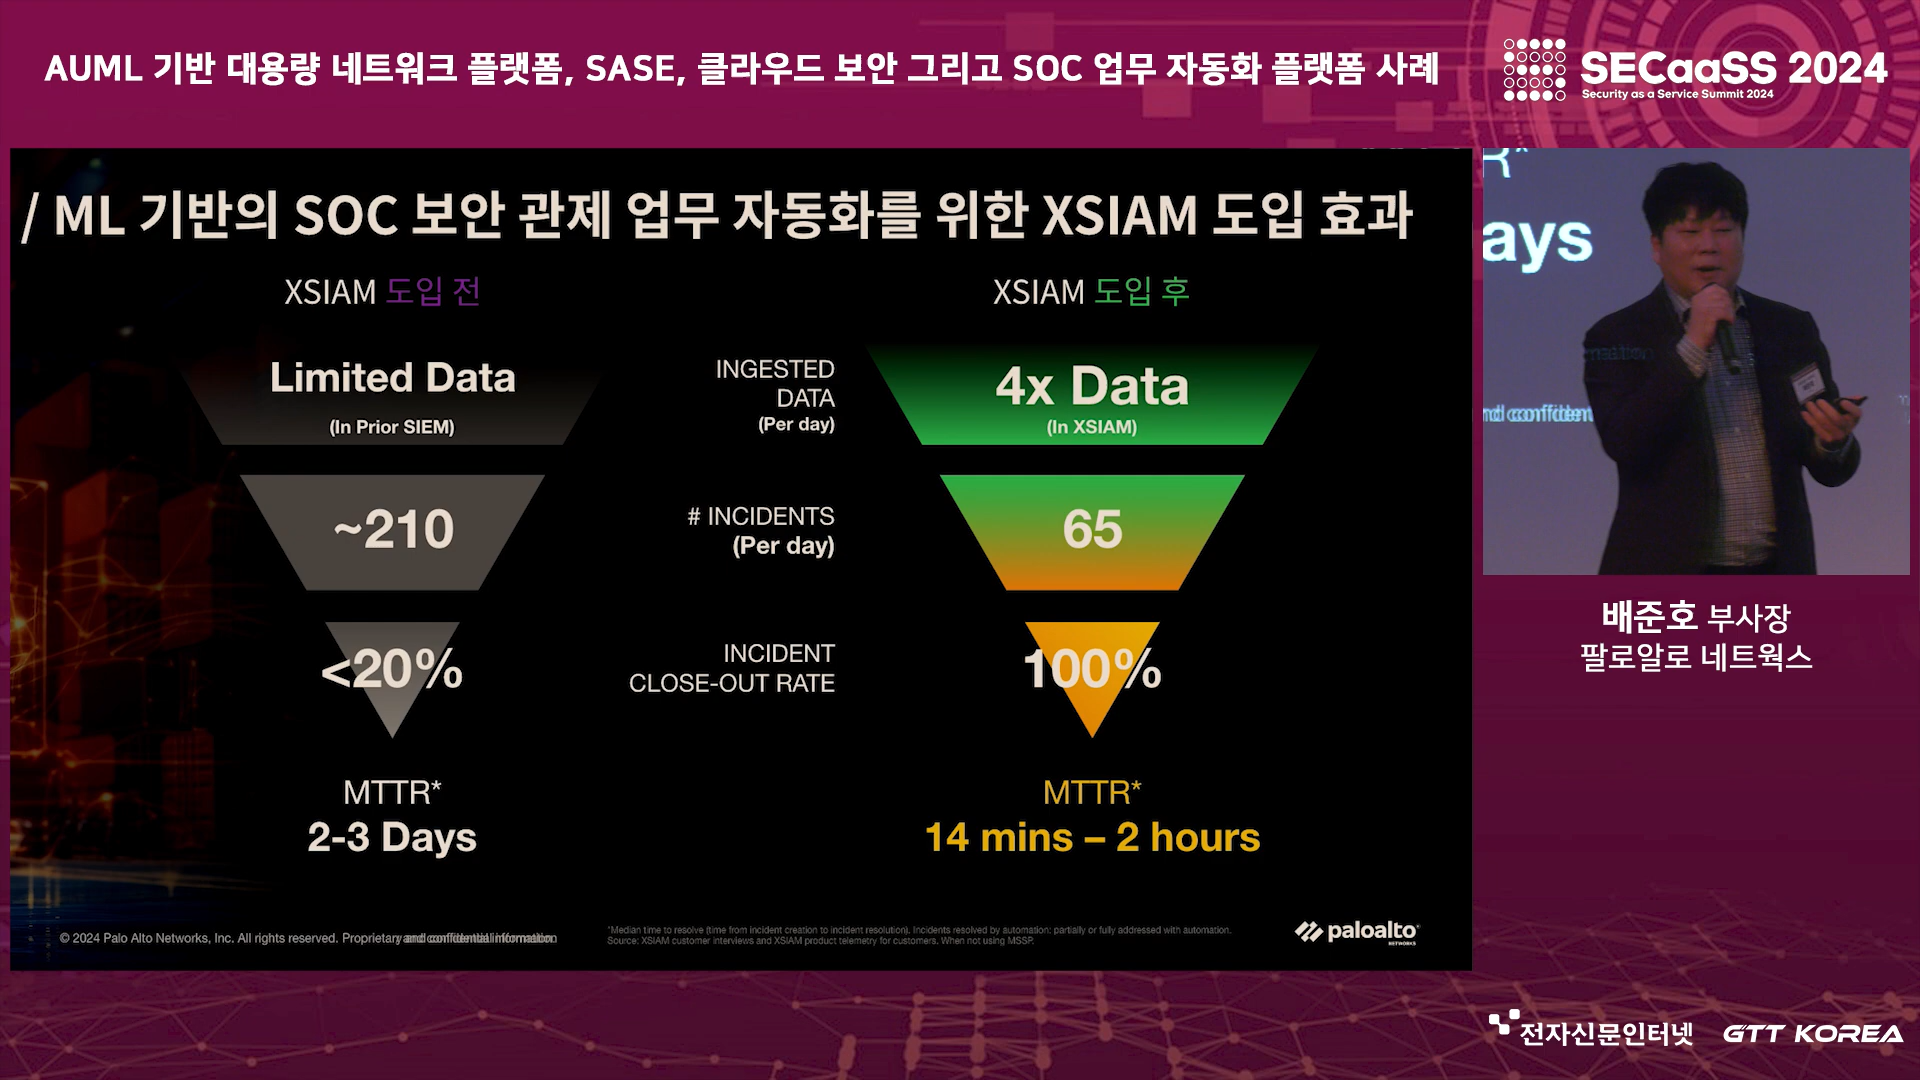 AUML 기반 대용량 네트워크 플랫폼, SASE, 클라우드 보안 그리고 SOC 업무 자동화 플랫폼 사례
SECaaSS 2024
Security as a Service Summit 2024
/ ML 기반의 SOC 보안 관제 업무 자동화를 위한 XSIAM 도입 효과
XSIAM 도입 전
XSIAM 도입 후
Limited Data
(In Prior SIEM)
INGESTED
DATA
(Per day)
4x Data
(In XSIAM)
~210
# INCIDENTS
(Per day)
65
<20%
INCIDENT
CLOSE-OUT RATE
100%
MTTR*
2-3 Days
MTTR*
14 mins – 2 hours
© 2024 Palo Alto Networks, Inc. All rights reserved. Proprietary and confidential information.
*Median time to resolve (time from incident creation to incident resolution). Incidents resolved by automation; partially or fully addressed with automation.
Source: XSIAM customer interviews and XSIAM product telemetry for customers. When not using MSSP.
paloalto
NETWORKS
R*
ays
nd confident
배준호 부사장
팔로알로 네트웍스
전자신문인터넷
GTT KOREA